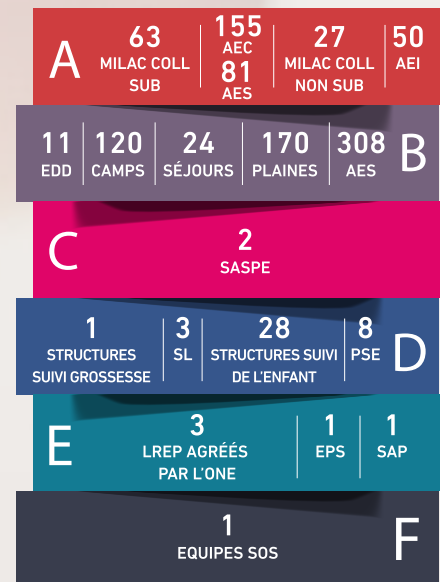 A
63
MILAC COLL
SUB
155
AEC
81
AES
27
MILAC COLL
NON SUB
50
AEI
11
EDD
120
CAMPS
24
SÉJOURS
170
PLAINES
308
AES
B
C
2
SASPE
1
STRUCTURES
SUIVI GROSSESSE
3
SL
28
STRUCTURES SUIVI
DE L'ENFANT
8
PSE
D
E
3
LREP AGRÉÉS
PAR L'ONE
1
EPS
1
SAP
1
EQUIPES SOS
F